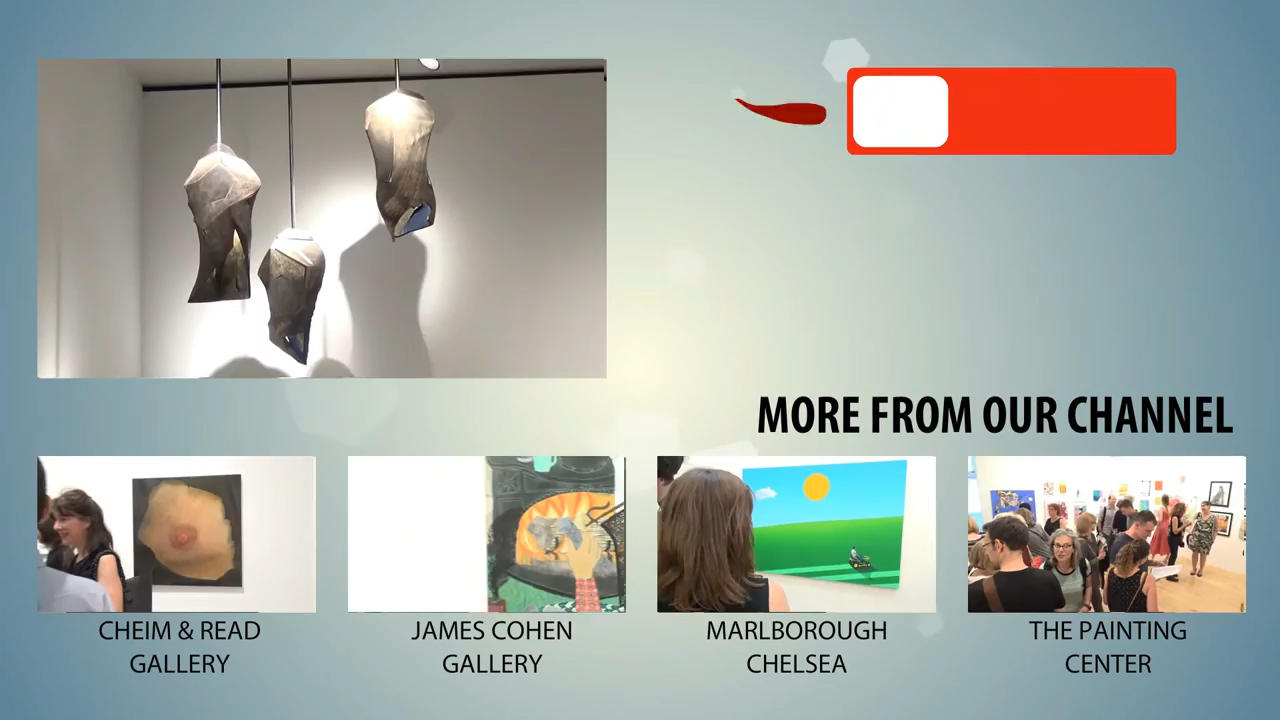 MORE FROM OUR CHANNEL
CHEIM & READ
GALLERY
JAMES COHEN
GALLERY
MARLBOROUGH
CHELSEA
THE PAINTING
CENTER